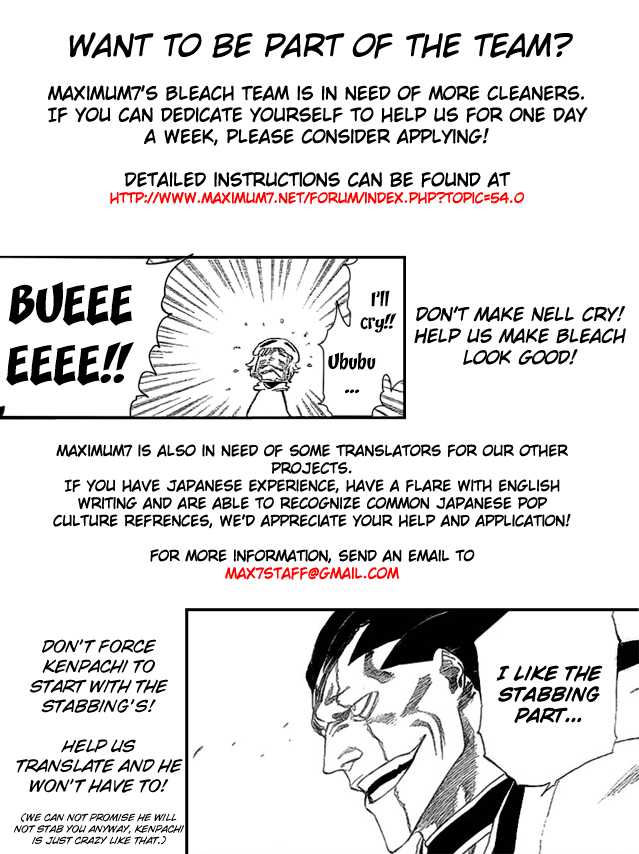 WANT TO BE PART OF THE TEAM?
MAXIMUM7'S BLEACH TEAM IS IN NEED OF MORE CLEANERS.
IF YOU CAN DEDICATE YOURSELF TO HELP US FOR ONE DAY
A WEEK, PLEASE CONSIDER APPLYING!
DETAILED INSTRUCTIONS CAN BE FOUND AT
HTTP://WWW.MAXIMUM7.NET/FORUM/INDEX.PHP?TOPIC=54.0
BUEEE
EEEE!!
I'll
cry!!
Ububu
...
DON'T MAKE NELL CRY!
HELP US MAKE BLEACH
LOOK GOOD!
MAXIMUM7 IS ALSO IN NEED OF SOME TRANSLATORS FOR OUR OTHER
PROJECTS.
IF YOU HAVE JAPANESE EXPERIENCE, HAVE A FLARE WITH ENGLISH
WRITING AND ARE ABLE TO RECOGNIZE COMMON JAPANESE POP
CULTURE REFRENCES, WE'D APPRECIATE YOUR HELP AND APPLICATION!
FOR MORE INFORMATION, SEND AN EMAIL TO
MAX7STAFF@GMAIL.COM
DON'T FORCE
KENPACHI TO
START WITH THE
STABBING'S!
HELP US
TRANSLATE AND HE
WON'T HAVE TO!
(WE CAN NOT PROMISE HE WILL
NOT STAB YOU ANYWAY, KENPACHI
IS JUST CRAZY LIKE THAT.)
I LIKE THE
STABBING
PART...